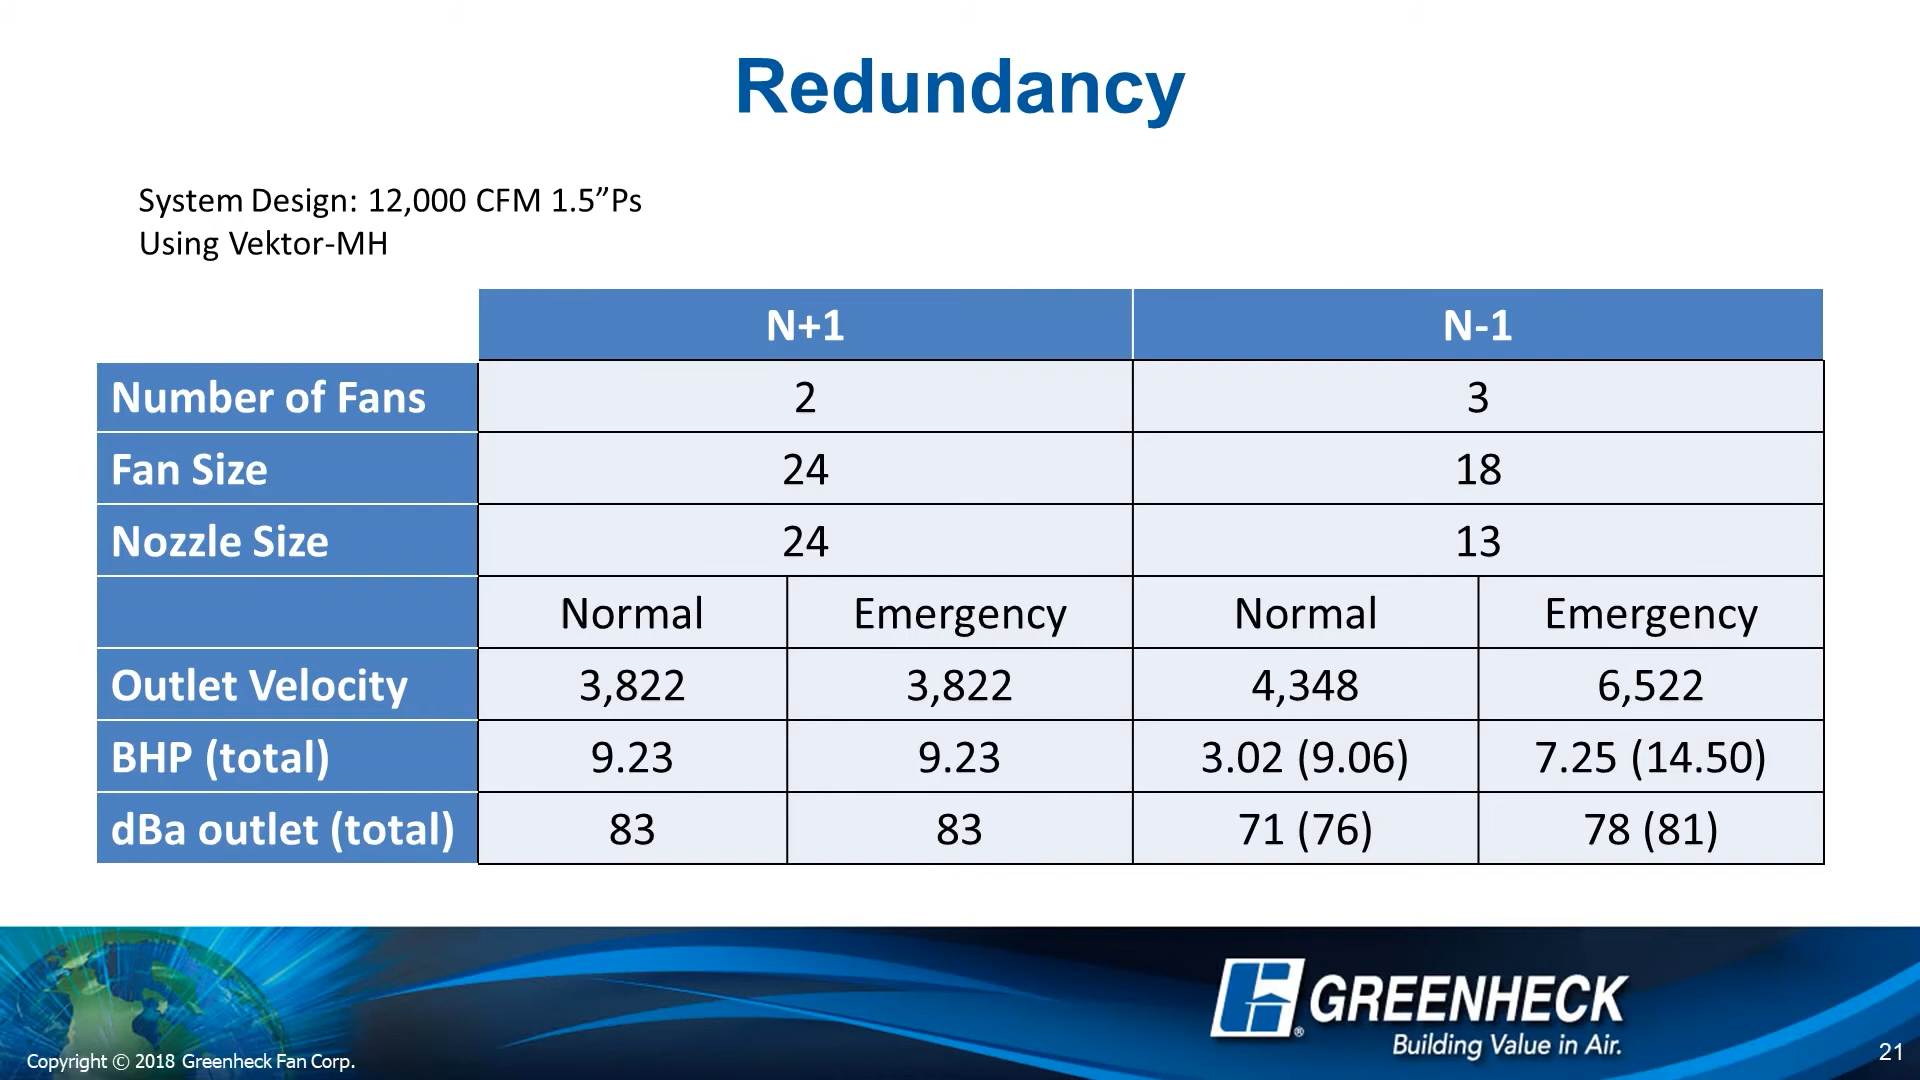 Redundancy
System Design: 12,000 CFM 1.5”Ps
Using Vektor-MH
N+1 N-1
Number of Fans 2 3
Fan Size 24 18
Nozzle Size 24 13
Normal Emergency Normal Emergency
Outlet Velocity 3,822 3,822 4,348 6,522
BHP (total) 9.23 9.23 3.02 (9.06) 7.25 (14.50)
dBa outlet (total) 83 83 71 (76) 78 (81)
GREENHECK
®
Building Value in Air.
Copyright © 2018 Greenheck Fan Corp.
21